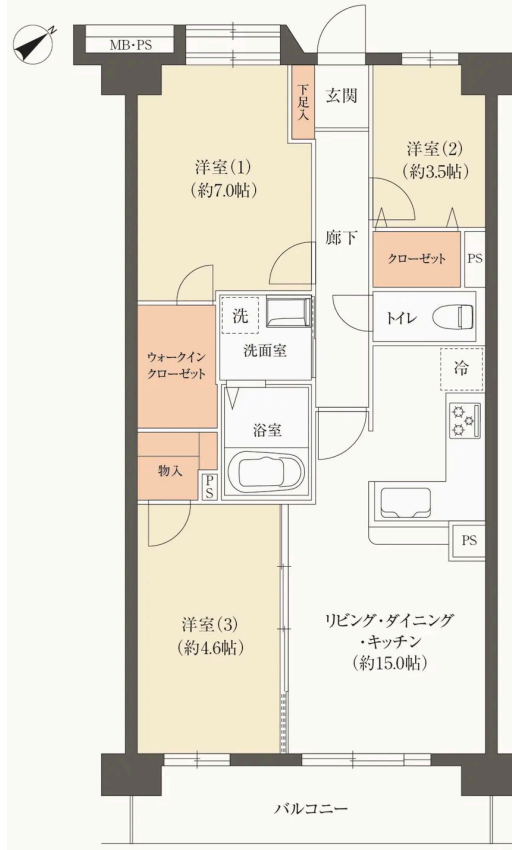 N
MB・PS
下足入
玄関
洋室(1)
(約7.0帖)
洋室(2)
(約3.5帖)
廊下
クローゼット
PS
トイレ
洗
洗面室
冷
ウォークイン
クローゼット
浴室
物入
PS
PS
洋室(3)
(約4.6帖)
リビング・ダイニング
・キッチン
(約15.0帖)
バルコニー